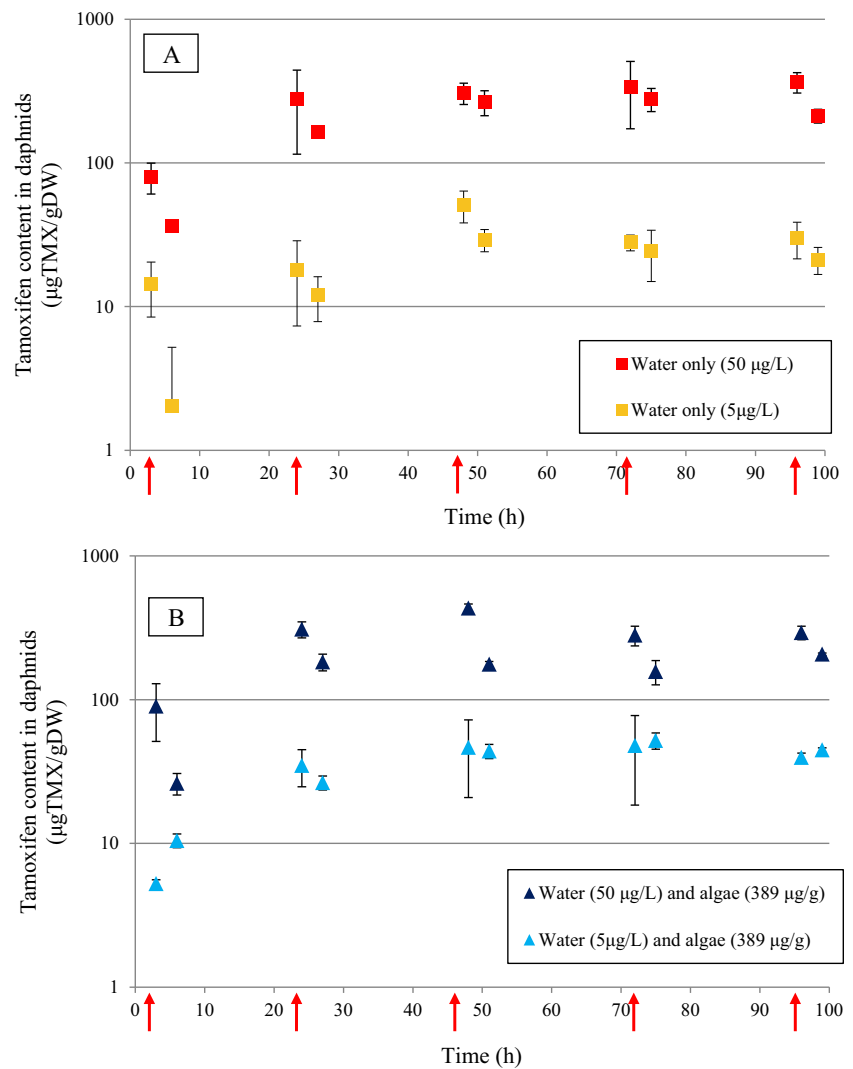 1000
100
10
1
A
Tamoxifen content in daphnids
(µgTMX/gDW)
Water only (50 µg/L)
Water only (5µg/L)
0 10 20 30 40 50 60 70 80 90 100
Time (h)
1000
100
10
1
B
Tamoxifen content in daphnids
(µgTMX/gDW)
Water (50 µg/L) and algae (389 µg/g)
Water (5µg/L) and algae (389 µg/g)
0 10 20 30 40 50 60 70 80 90 100
Time (h)